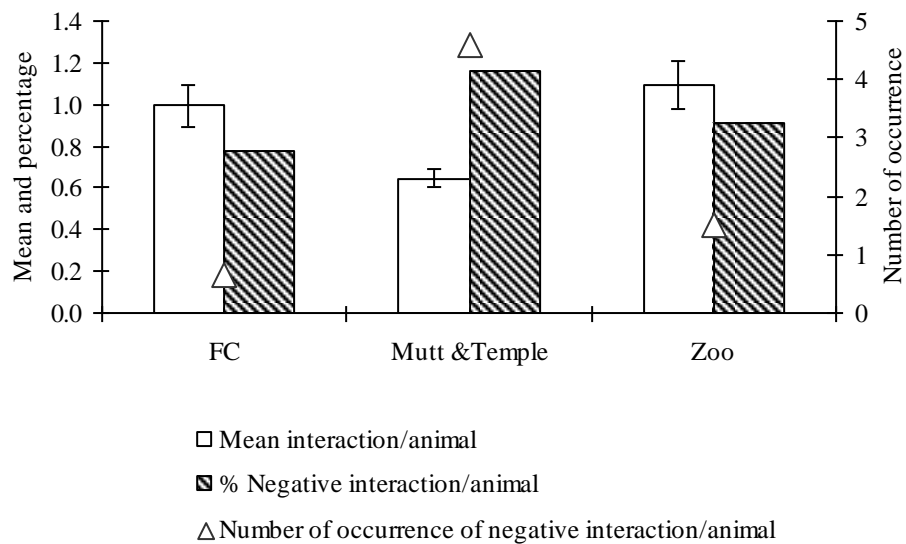 1.4
1.2
1.0
0.8
0.6
0.4
0.2
0.0
Mean and percentage
5
4
3
2
1
0
Number of occurrence
FC Mutt &Temple Zoo
Mean interaction/animal
% Negative interaction/animal
Number of occurrence of negative interaction/animal